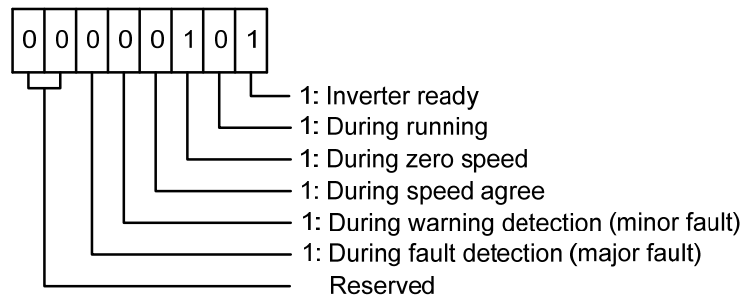 0 0 0 0 0 1 0 1
1: Inverter ready
1: During running
1: During zero speed
1: During speed agree
1: During warning detection (minor fault)
1: During fault detection (major fault)
Reserved